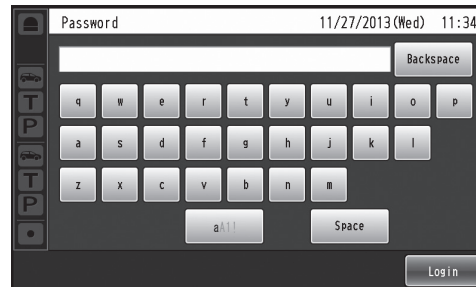 Password 11/27/2013(Wed) 11:34
Backspace
q w e r t y u i o p
T
P
a s d f g h j k l
z x c v b n m
T
P
aA1! Space
Login